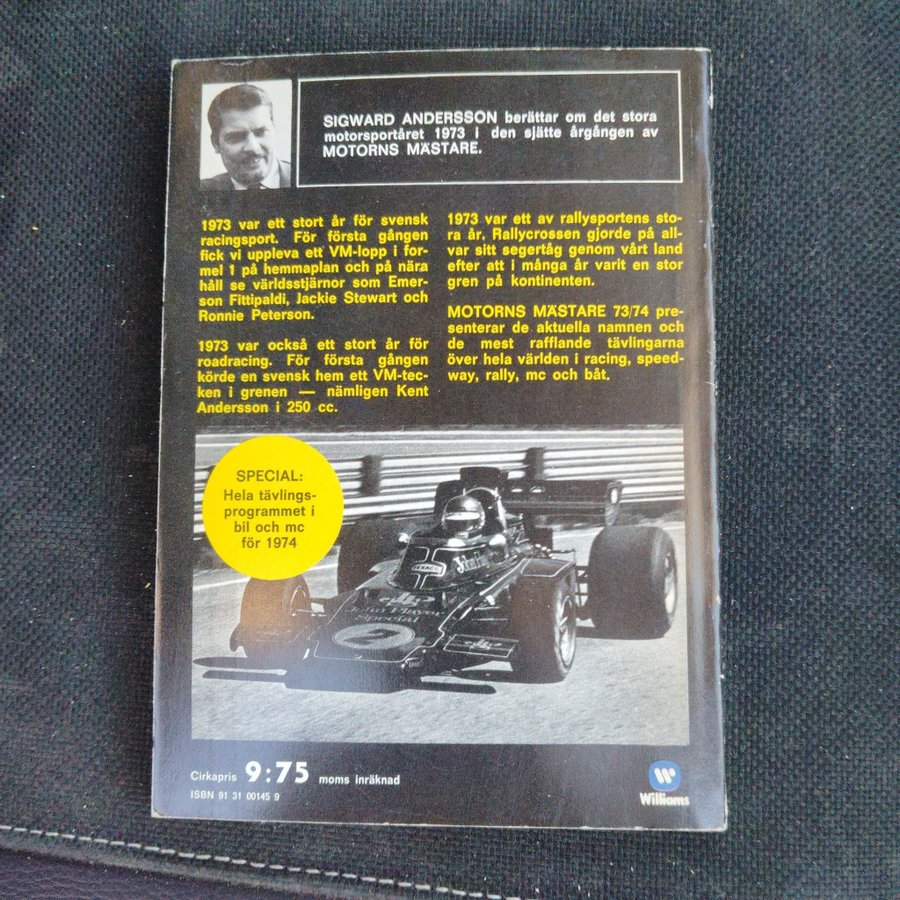 SIGWARD ANDERSSON berättar om det stora
motorsportåret 1973 i den sjätte årgången av
MOTORNS MÄSTARE.
1973 var ett stort år för svensk
racingsport. För första gången
fick vi uppleva ett VM-lopp i for-
mel 1 på hemmaplan och på nära
håll se världsstjärnor som Emer-
son Fittipaldi, Jackie Stewart och
Ronnie Peterson.
1973 var också ett stort år för
roadracing. För första gången
körde en svensk hem ett VM-tec-
ken i grenen — nämligen Kent
Andersson i 250 cc.
1973 var ett av rallysportens sto-
ra år. Rallycrossen gjorde på all-
var sitt segertåg genom vårt land
efter att i många år varit en stor
gren på kontinenten.
MOTORNS MÄSTARE 73/74 pre-
senterar de aktuella namnen och
de mest rafflande tävlingarna
över hela världen i racing, speed-
way, rally, mc och båt.
SPECIAL:
Hela tävlings-
programmet i
bil och mc
för 1974
TEXACO
John Player
Special
2
Cirkapris 9:75 moms inräknad
ISBN 91 31 00145 9
Williams